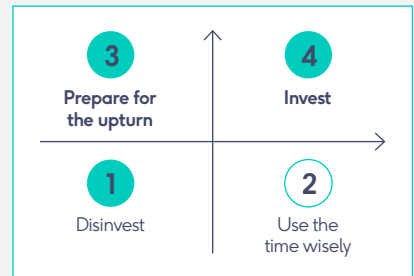 3
Prepare for
the upturn
4
Invest
1
Disinvest
2
Use the
time wisely